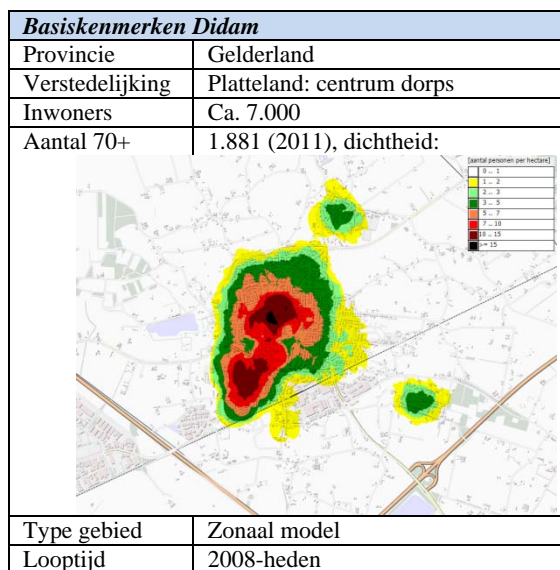 Basiskenmerken Didam
Provincie Gelderland
Verstedelijking Platteland: centrum dorps
Inwoners Ca. 7.000
Aantal 70+ 1.881 (2011), dichtheid:
[aantal personen per hectare]
0 .. 1
1 .. 2
2 .. 3
3 .. 5
5 .. 7
7 .. 10
10 .. 15
>= 15
Type gebied Zonaal model
Looptijd 2008-heden